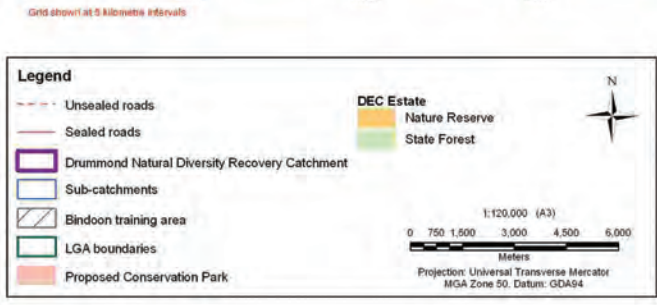 Grid shown at 5 kilometre intervals
Legend
Unsealed roads
Sealed roads
Drummond Natural Diversity Recovery Catchment
Sub-catchments
Bindoon training area
LGA boundaries
Proposed Conservation Park
DEC Estate
Nature Reserve
State Forest
N
1:120,000 (A3)
0 750 1,500 3,000 4,500 6,000
Meters
Projection: Universal Transverse Mercator
MGA Zone 50. Datum: GDA94